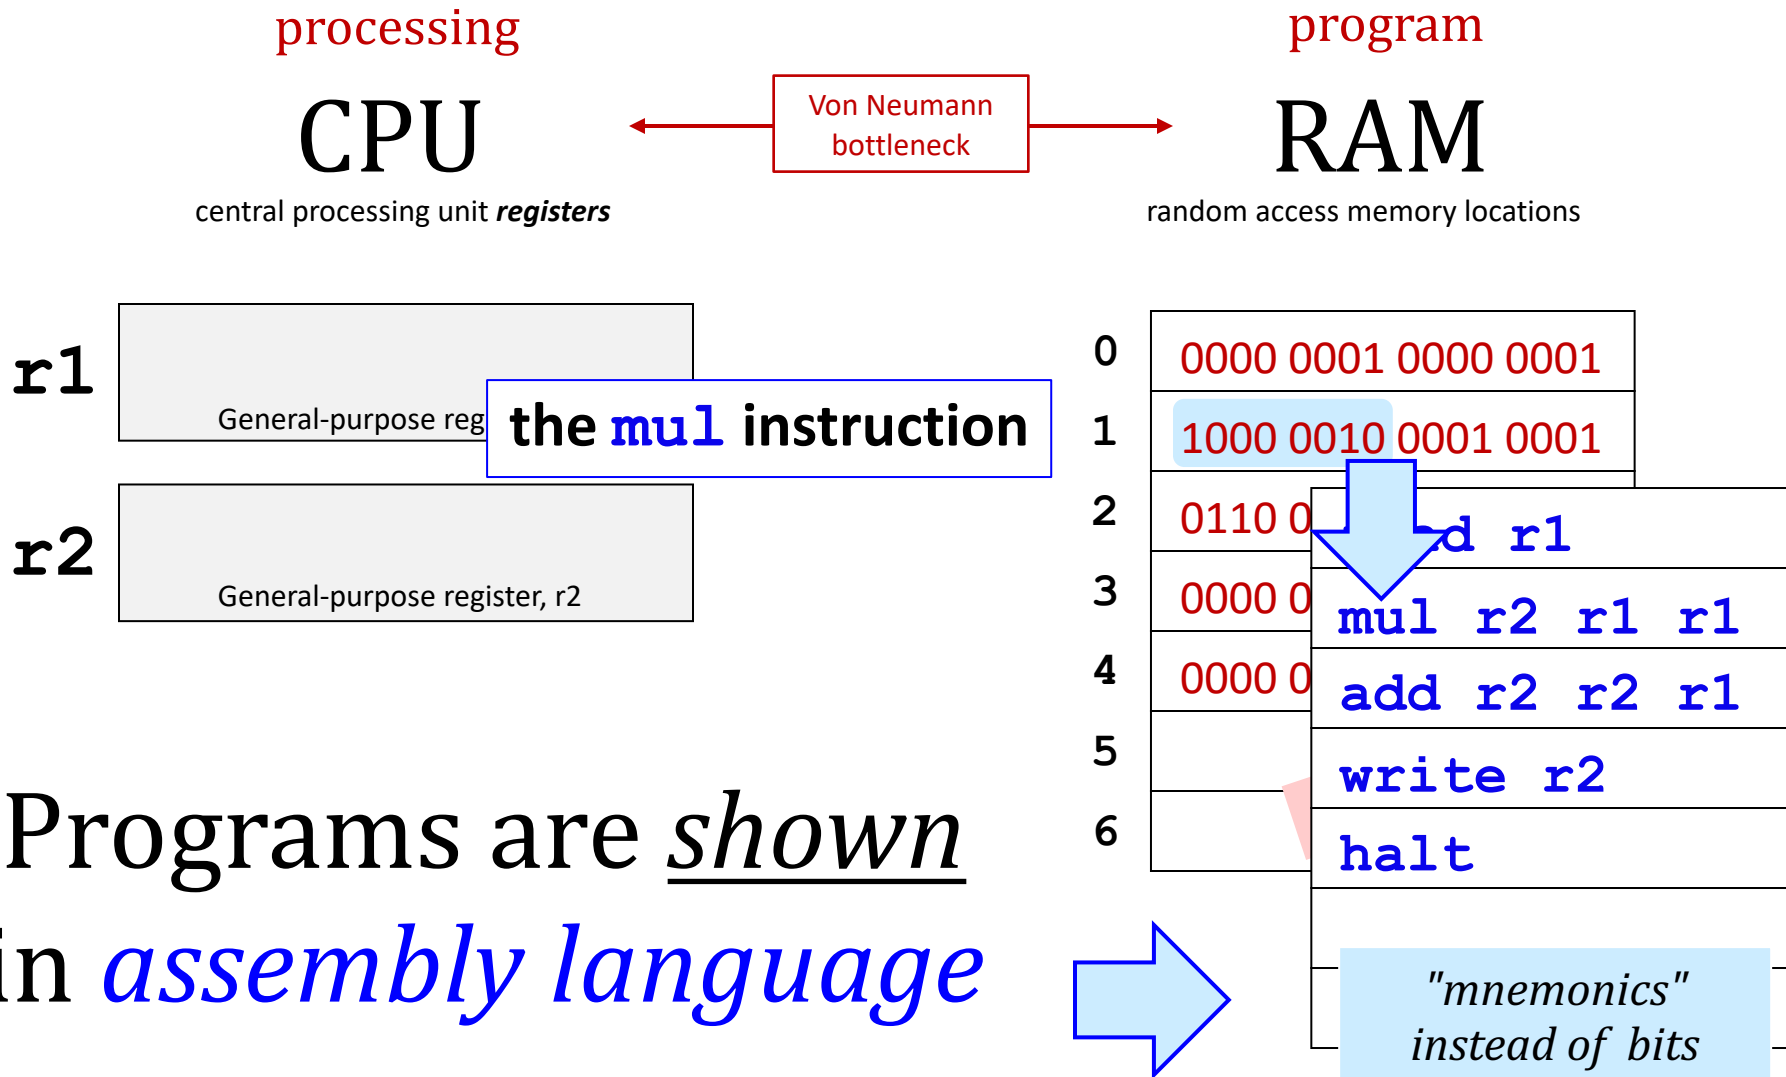 processing
program
CPU
Von Neumann
bottleneck
RAM
central processing unit registers
random access memory locations
r1
General-purpose reg
the mul instruction
r2
General-purpose register, r2
0 0000 0001 0000 0001
1 1000 0010 0001 0001
2 0110 0
3 0000 0
4 0000 0
5
6
d r1
mul r2 r1 r1
add r2 r2 r1
write r2
halt
Programs are shown
in assembly language
"mnemonics"
instead of bits